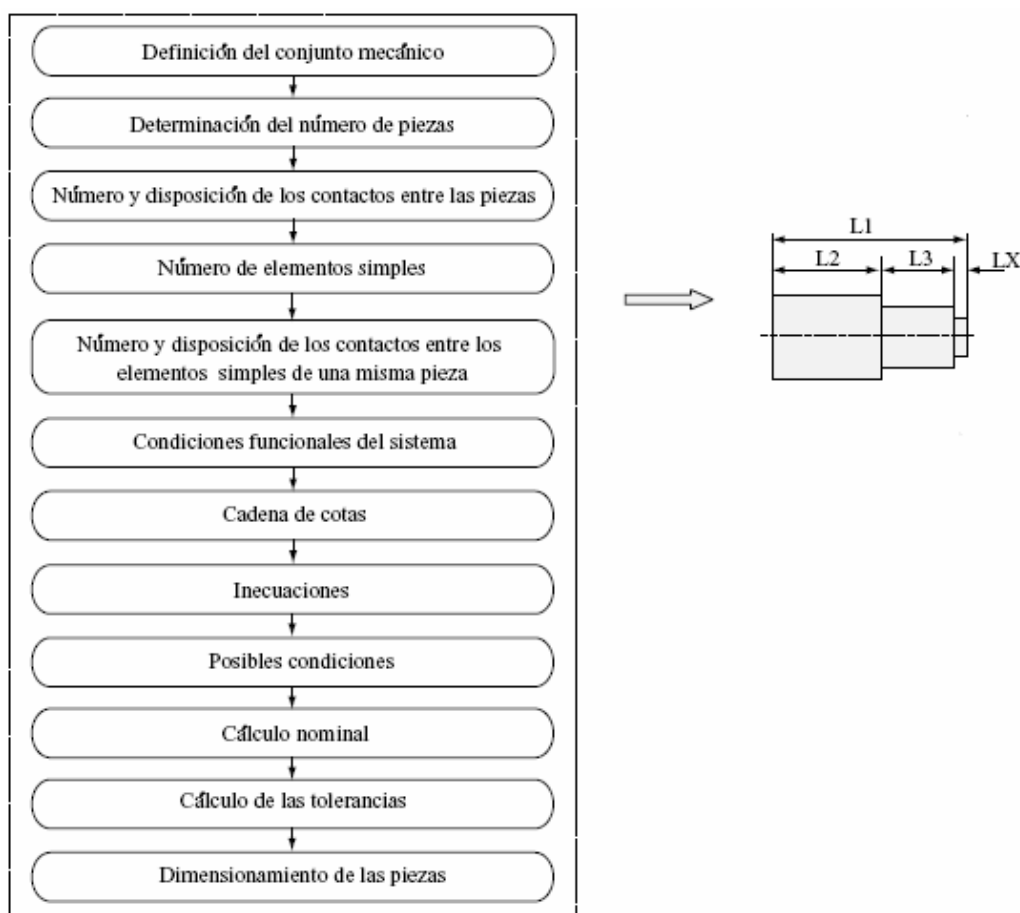 Definición del conjunto mecánico
Determinación del número de piezas
Número y disposición de los contactos entre las piezas
Número de elementos simples
Número y disposición de los contactos entre los
elementos simples de una misma pieza
Condiciones funcionales del sistema
Cadena de cotas
Inecuaciones
Posibles condiciones
Cálculo nominal
Cálculo de las tolerancias
Dimensionamiento de las piezas
L1
L2 L3 LX